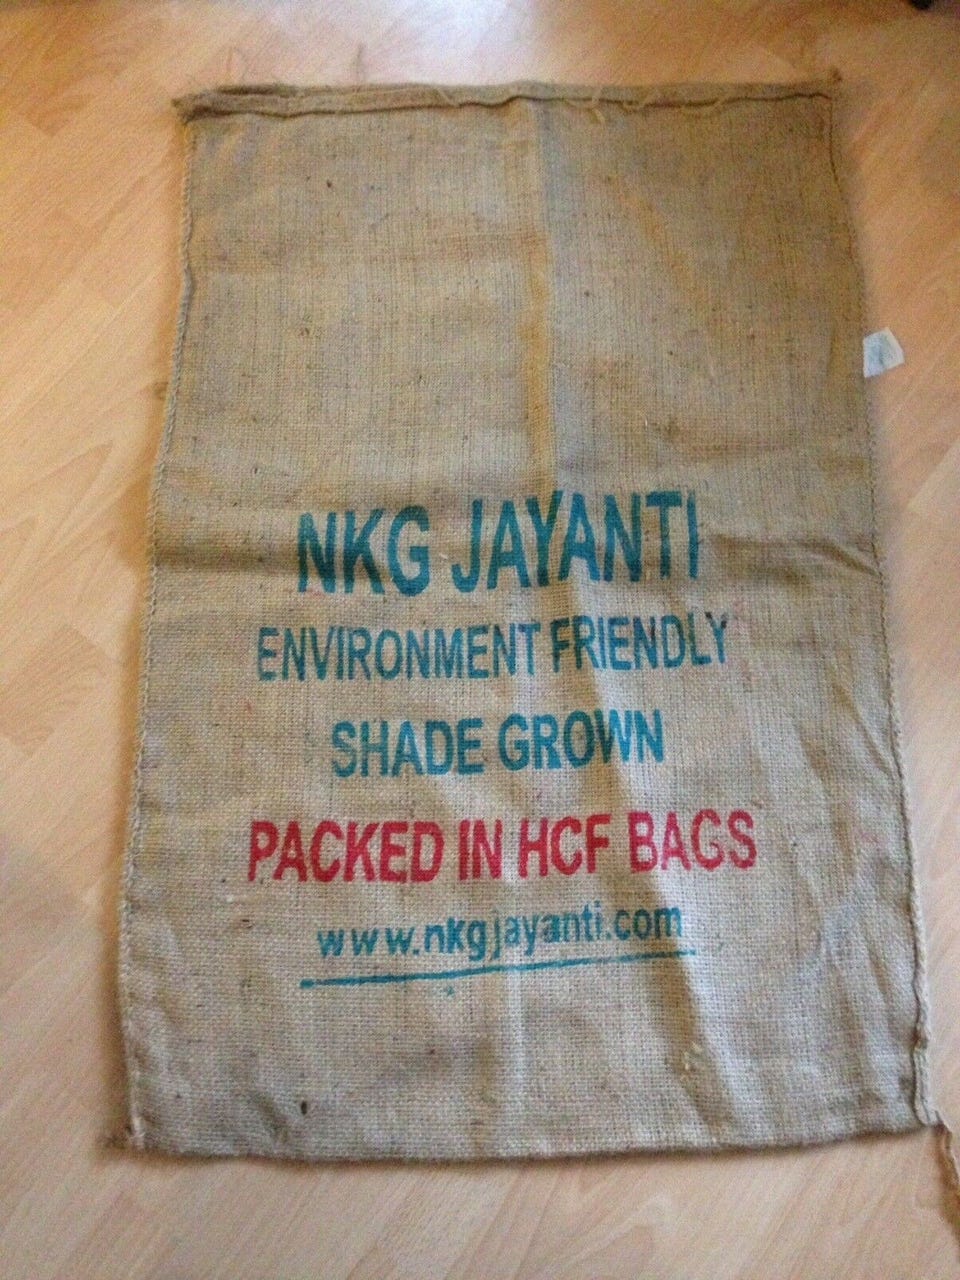 NKG JAYANTI
ENVIRONMENT FRIENDLY
SHADE GROWN
PACKED IN HCF BAGS
www.nkgjayanti.com